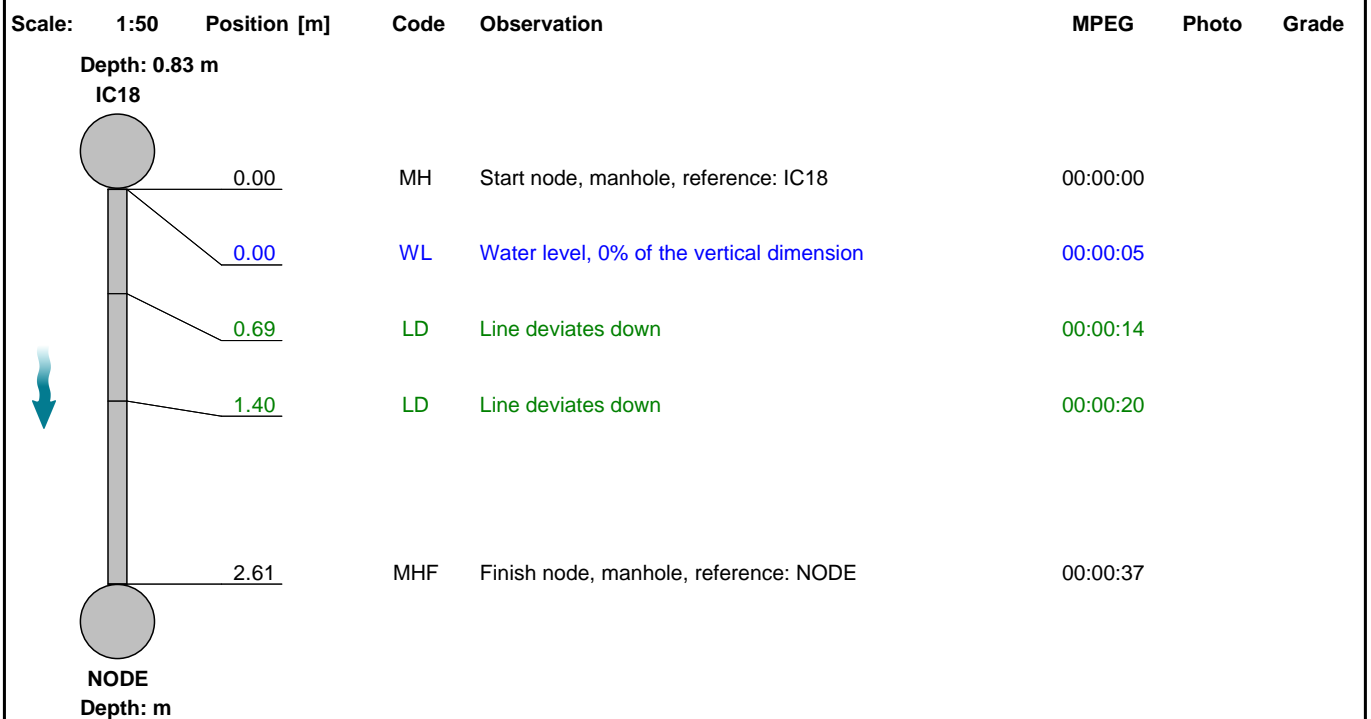 Scale: 1:50 Position [m] Code Observation MPEG Photo Grade
Depth: 0.83 m
IC18
0.00 MH Start node, manhole, reference: IC18 00:00:00
0.00 WL Water level, 0% of the vertical dimension 00:00:05
0.69 LD Line deviates down 00:00:14
1.40 LD Line deviates down 00:00:20
2.61 MHF Finish node, manhole, reference: NODE 00:00:37
NODE
Depth: m